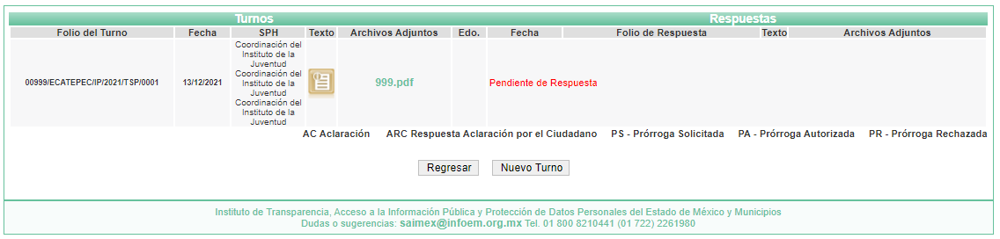 Turnos Respuestas
Folio del Turno Fecha SPH Texto Archivos Adjuntos Edo. Fecha Folio de Respuesta Texto Archivos Adjuntos
00999/ECATEPEC/IP/2021/TSP/0001 13/12/2021
Coordinación del
Instituto de la
Juventud
Coordinación del
Instituto de la
Juventud
Coordinación del
Instituto de la
Juventud
999.pdf
Pendiente de Respuesta
AC Aclaración ARC Respuesta Aclaración por el Ciudadano PS - Prórroga Solicitada PA - Prórroga Autorizada PR - Prórroga Rechazada
Regresar Nuevo Turno
Instituto de Transparencia, Acceso a la Información Pública y Protección de Datos Personales del Estado de México y Municipios
Dudas o sugerencias: saimex@infoem.org.mx Tel. 01 800 8210441 (01 722) 2261980